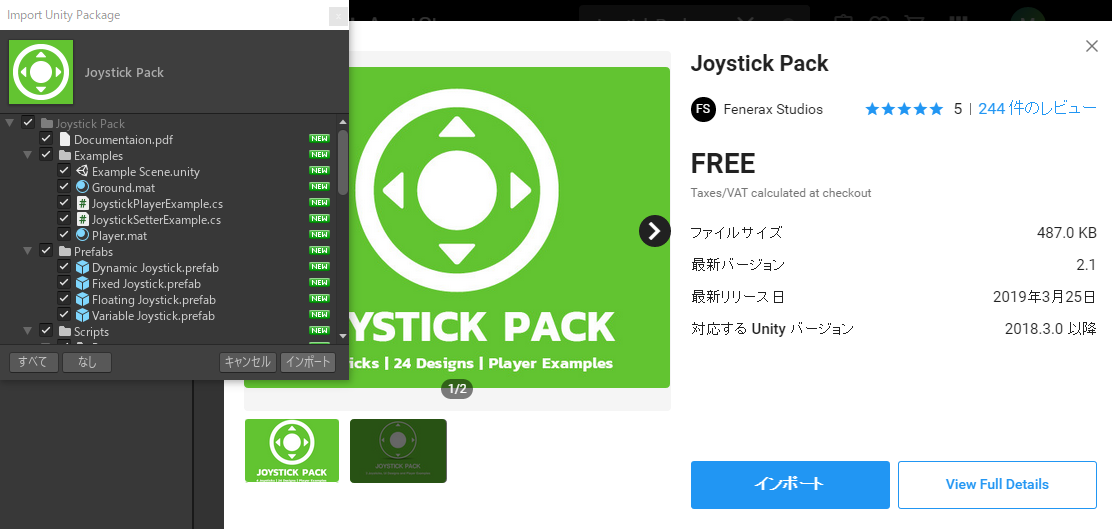 Import Unity Package
Joystick Pack
Joystick Pack
Documentaion.pdf NEW
Examples NEW
Example Scene.unity NEW
Ground.mat NEW
JoystickPlayerExample.cs NEW
JoystickSetterExample.cs NEW
Player.mat NEW
Prefabs NEW
Dynamic Joystick.prefab NEW
Fixed Joystick.prefab NEW
Floating Joystick.prefab NEW
Variable Joystick.prefab NEW
Scripts NEW
すべて なし キャンセル インポート
YSTICK PACK
icks | 24 Designs | Player Examples
1/2
JOYSTICK PACK
4 Joysticks | 24 Designs | Player Examples
JOYSTICK PACK
Joystick Pack
FS Fenerax Studios 5 | 244 件のレビュー
FREE
Taxes/VAT calculated at checkout
ファイルサイズ 487.0 KB
最新バージョン 2.1
最新リリース日 2019年3月25日
対応する Unity バージョン 2018.3.0 以降
インポート View Full Details